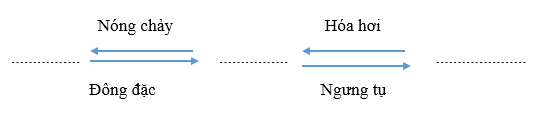 Nóng chảy Hóa hơi
.................. .................. ........................
Đông đặc Ngưng tụ